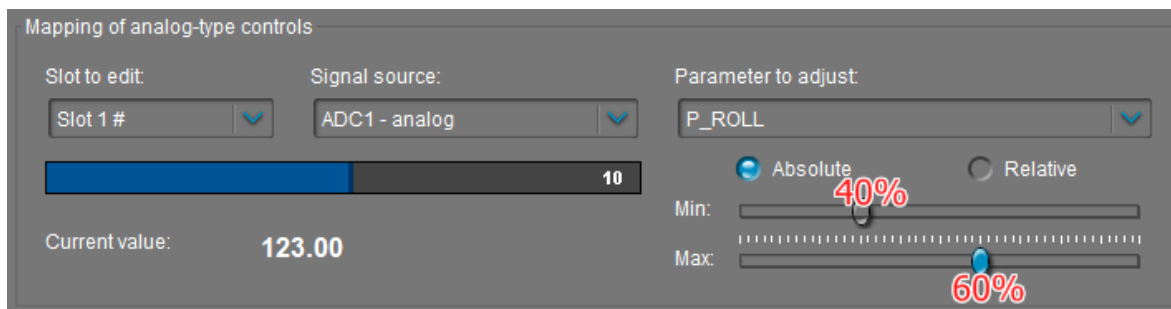 Mapping of analog-type controls
Slot to edit: Signal source: Parameter to adjust:
Slot 1 # ADC1 - analog P_ROLL
10 Absolute Relative
40%
Min:
Current value: 123.00
Max:
60%